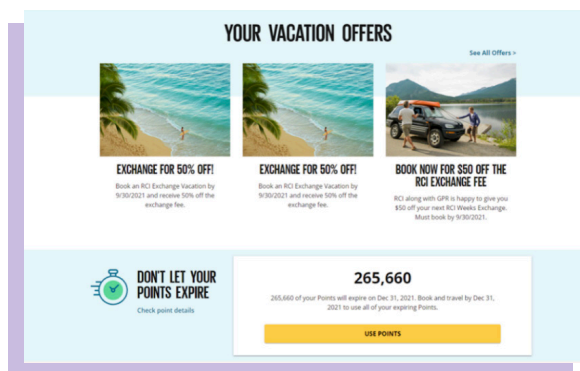 YOUR VACATION OFFERS
See All Offers >
EXCHANGE FOR 50% OFF!
Book an RCI Exchange Vacation by
9/30/2021 and receive 50% off the
exchange fee.
EXCHANGE FOR 50% OFF!
Book an RCI Exchange Vacation by
9/30/2021 and receive 50% off the
exchange fee.
BOOK NOW FOR $50 OFF THE
RCI EXCHANGE FEE
RCI along with GPR is happy to give you
$50 off your next RCI Weeks Exchange.
Must book by 9/30/2021.
DON'T LET YOUR
POINTS EXPIRE
Check point details
265,660
265,660 of your Points will expire on Dec 31, 2021. Book and travel by Dec 31,
2021 to use all of your expiring Points.
USE POINTS